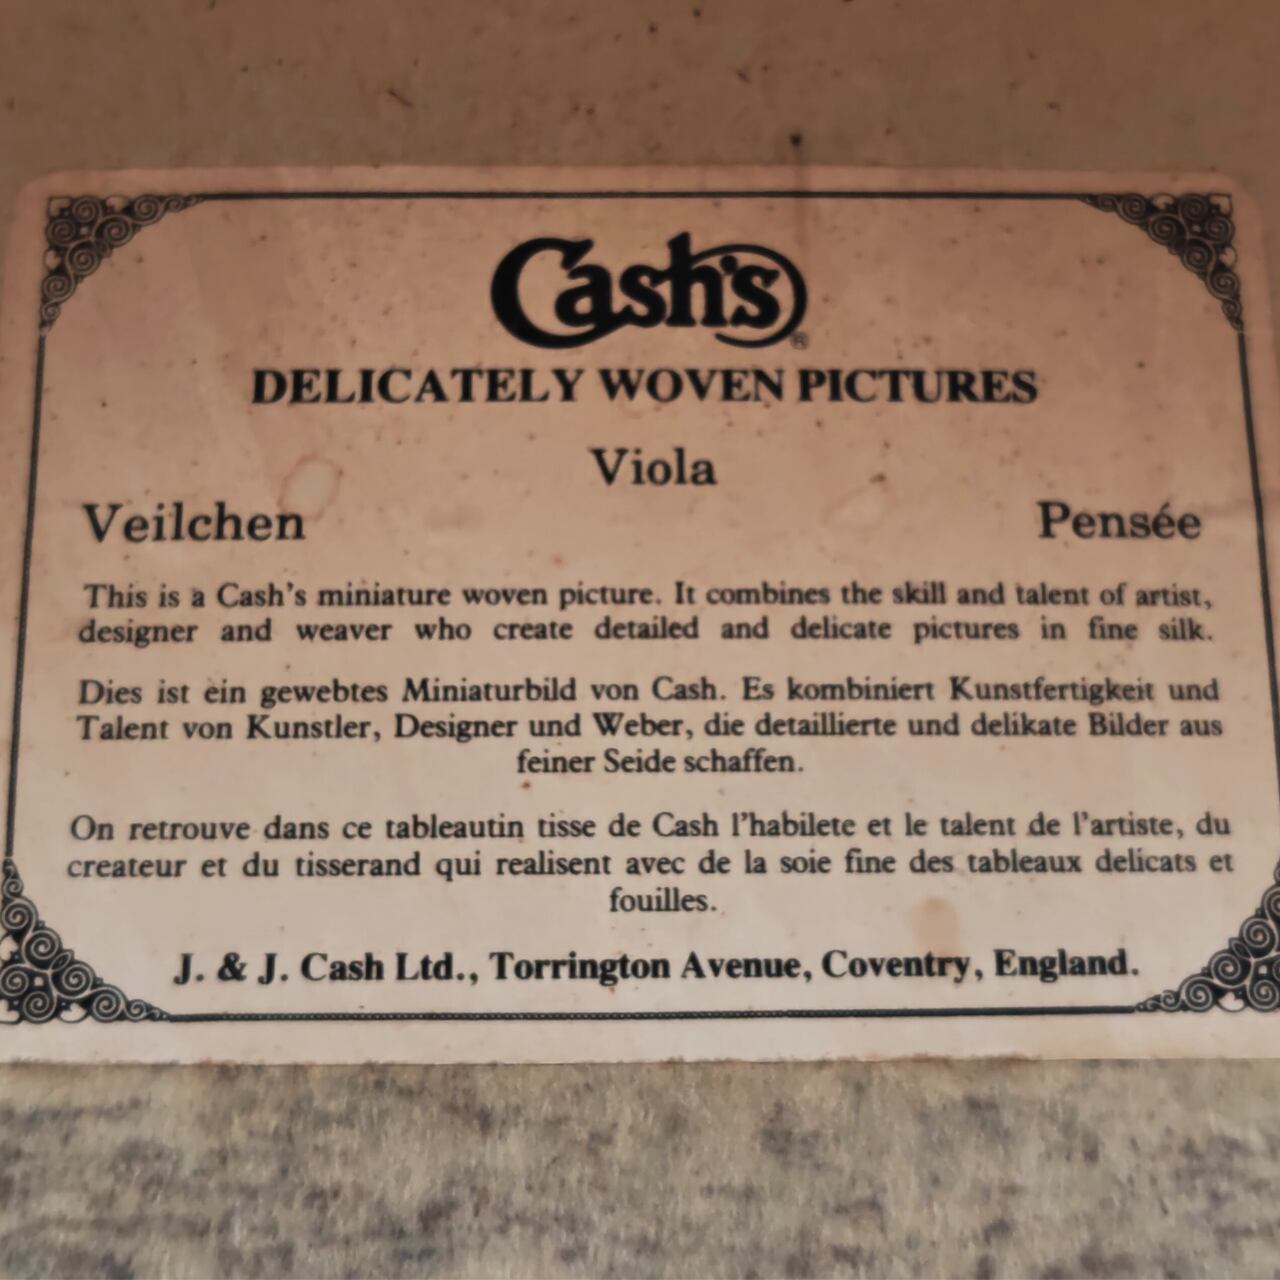 Cash's®
DELICATELY WOVEN PICTURES
Viola
Veilchen Pensée
This is a Cash's miniature woven picture. It combines the skill and talent of artist,
designer and weaver who create detailed and delicate pictures in fine silk.
Dies ist ein gewebtes Miniaturbild von Cash. Es kombiniert Kunstfertigkeit und
Talent von Kunstler, Designer und Weber, die detaillierte und delikate Bilder aus
feiner Seide schaffen.
On retrouve dans ce tableautin tisse de Cash l'habilete et le talent de l'artiste, du
createur et du tisserand qui realisent avec de la soie fine des tableaux delicats et
fouilles.
J. & J. Cash Ltd., Torrington Avenue, Coventry, England.